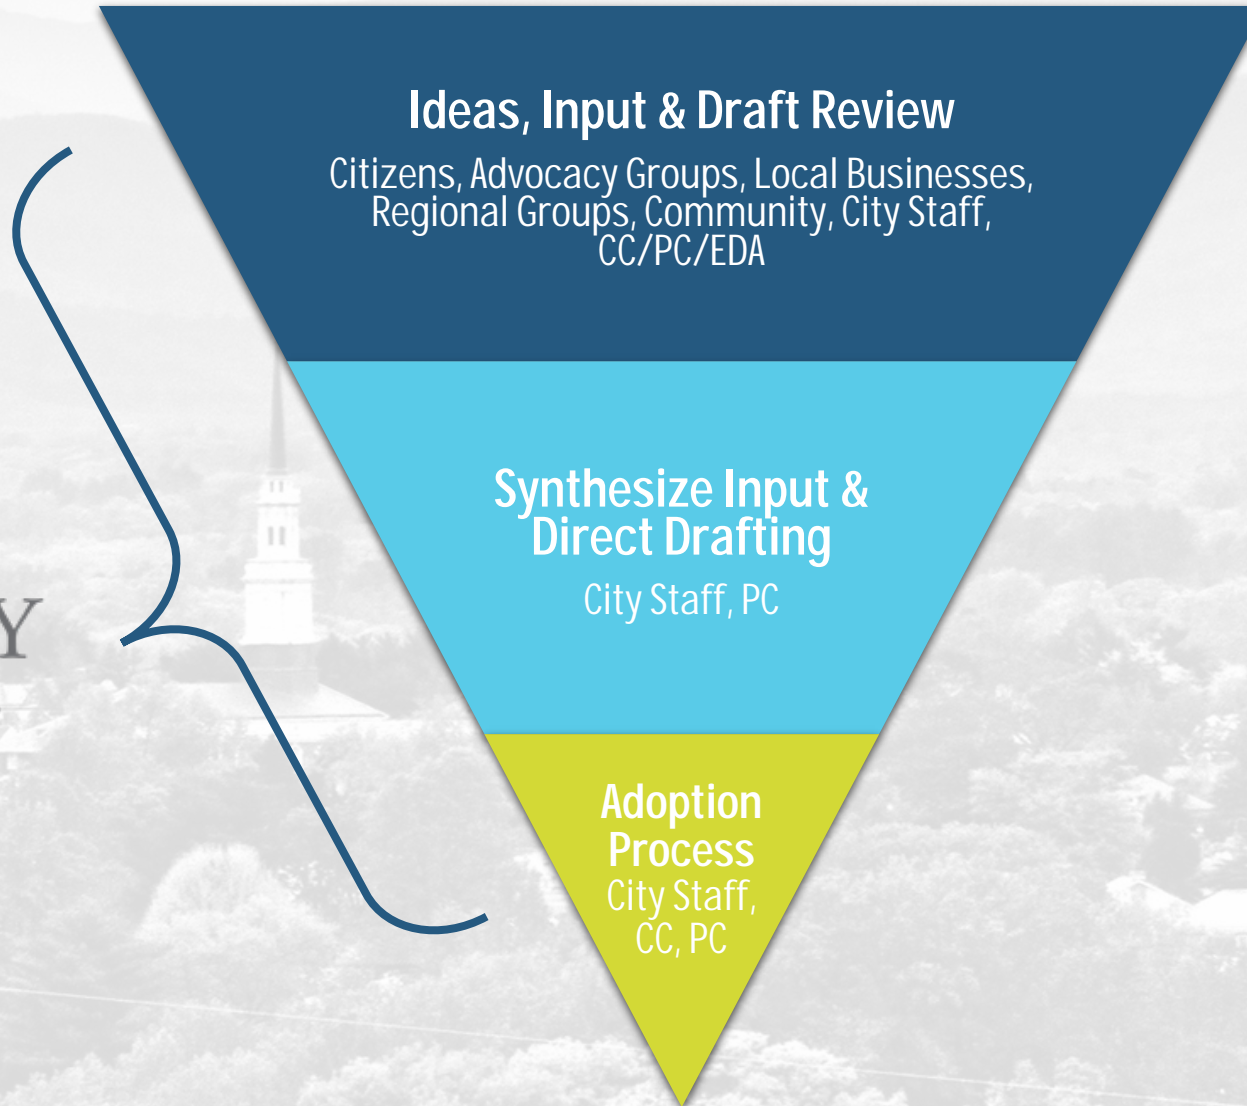 Ideas, Input & Draft Review
Citizens, Advocacy Groups, Local Businesses,
Regional Groups, Community, City Staff,
CC/PC/EDA
Synthesize Input &
Direct Drafting
City Staff, PC
Y
Adoption
Process
City Staff,
CC, PC